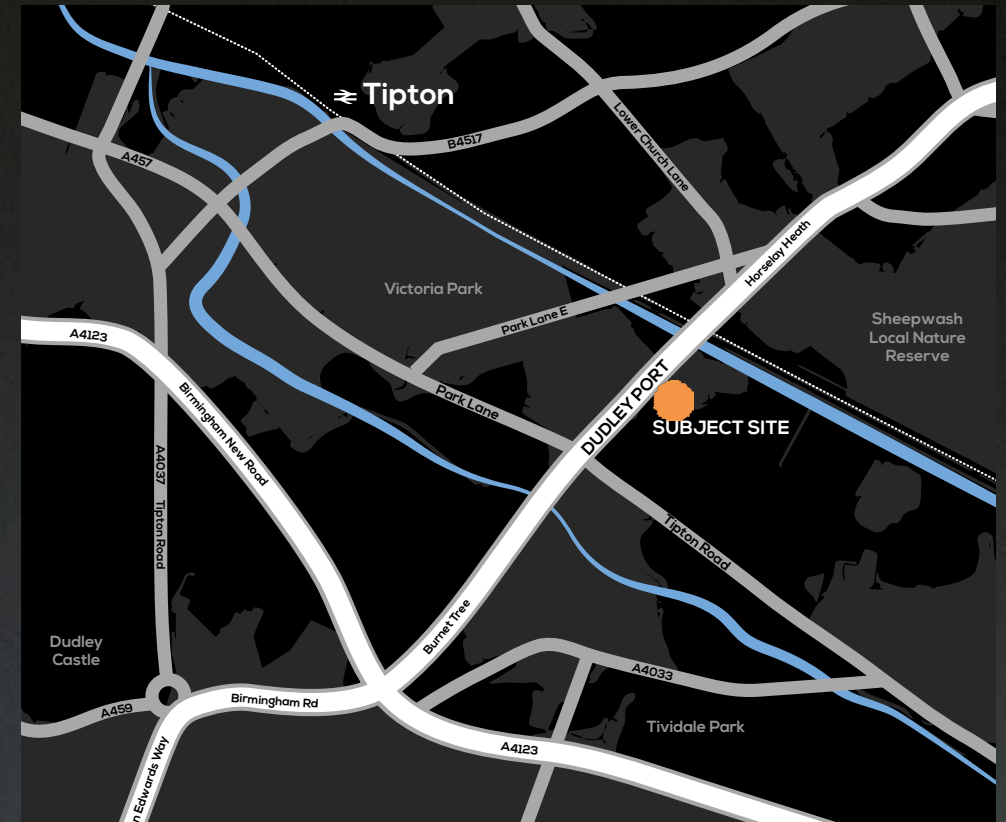 Tipton
B4517
A457
Lower Church Lane
Horselay Heath
Victoria Park
Park Lane E
Sheepwash
Local Nature
Reserve
A4123
Birmingham New Road
Park Lane
DUDLEY PORT
SUBJECT SITE
A4037 Tipton Road
Tipton Road
Burnet Tree
Dudley
Castle
A4033
Birmingham Rd
A459
Tividale Park
A4123
n Edwards Way